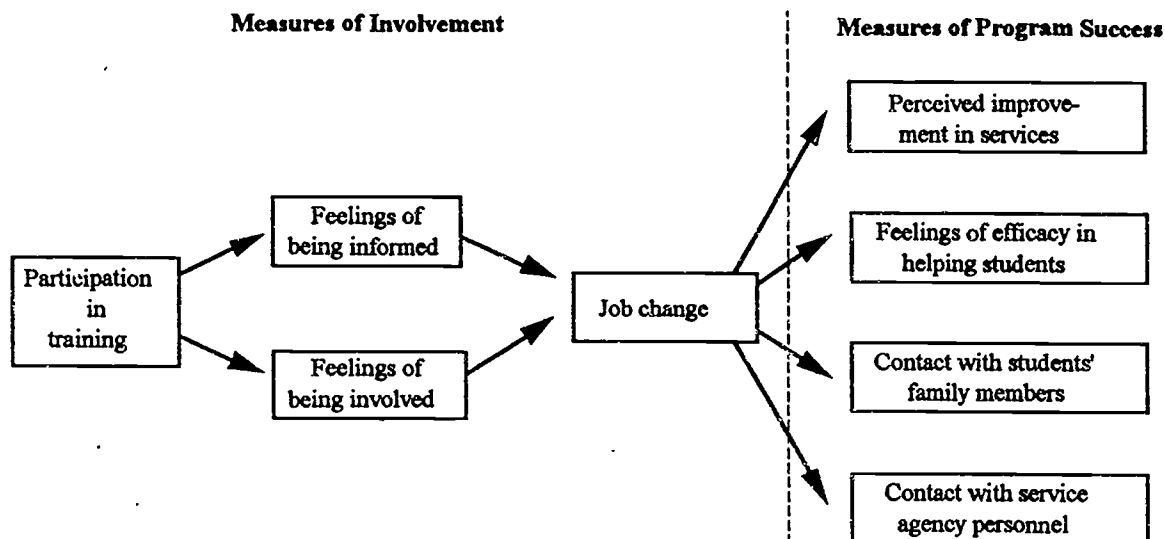 Measures of Involvement
Measures of Program Success
Participation
in
training
Feelings of
being informed
Feelings of
being involved
Job change
Perceived improve-
ment in services
Feelings of efficacy in
helping students
Contact with students'
family members
Contact with service
agency personnel